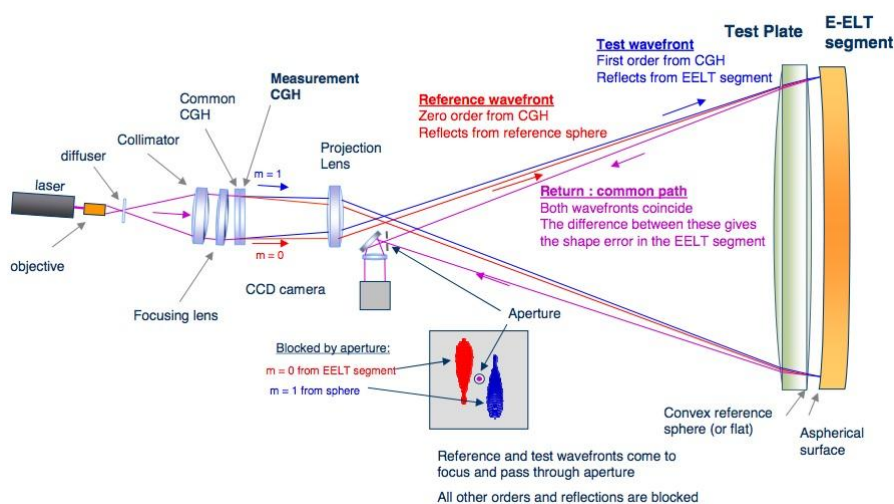 Test Plate
E-ELT
segment
Test wavefront
First order from CGH
Reflects from EELT segment
Measurement
CGH
Common
CGH
Reference wavefront
Zero order from CGH
Reflects from reference sphere
Collimator
Projection
Lens
diffuser
laser
m = 1
Return : common path
Both wavefronts coincide
The difference between these gives
the shape error in the EELT segment
m = 0
objective
CCD camera
Focusing lens
Aperture
Blocked by aperture:
m = 0 from EELT segment
m = 1 from sphere
Convex reference
sphere (or flat)
Aspherical
surface
Reference and test wavefronts come to
focus and pass through aperture
All other orders and reflections are blocked